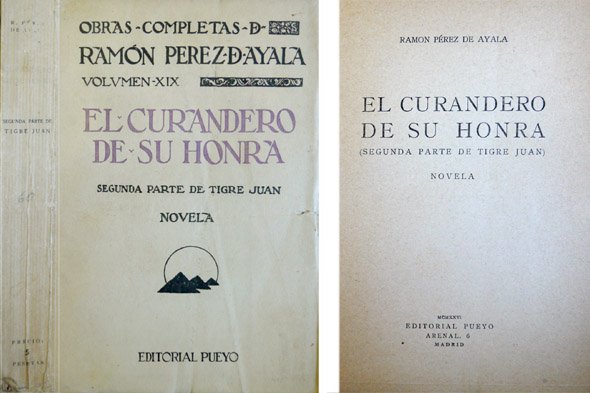 SEGUNDA PARTE DE
TIGRE JUAN
PRECIO:
5
PESETAS
OBRAS-COMPLETAS-D-
RAMÓN PEREZ·D·AYALA
VOLVMEN-XIX
EL·CURANDERO
DE·SU HONRA
SEGUNDA PARTE DE TIGRE JUAN
NOVELA
EDITORIAL PUEYO
RAMON PÉREZ DE AYALA
EL CURANDERO
DE SU HONRA
(SEGUNDA PARTE DE TIGRE JUAN)
NOVELA
MCMXXVI
EDITORIAL PUEYO
ARENAL, 6
MADRID